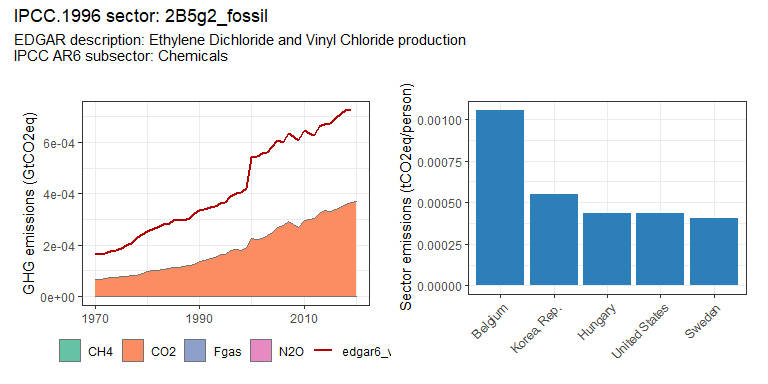 IPCC.1996 sector: 2B5g2_fossil
EDGAR description: Ethylene Dichloride and Vinyl Chloride production
IPCC AR6 subsector: Chemicals
GHG emissions (GtCO2eq)
6e-04
4e-04
2e-04
0e+00
1970
1990
2010
CH4
CO2
Fgas
N2O
edgar6_v
Sector emissions (tCO2eq/person)
0.00100
0.00075
0.00050
0.00025
0.00000
Belgium
Korea, Rep.
Hungary
United States
Sweden